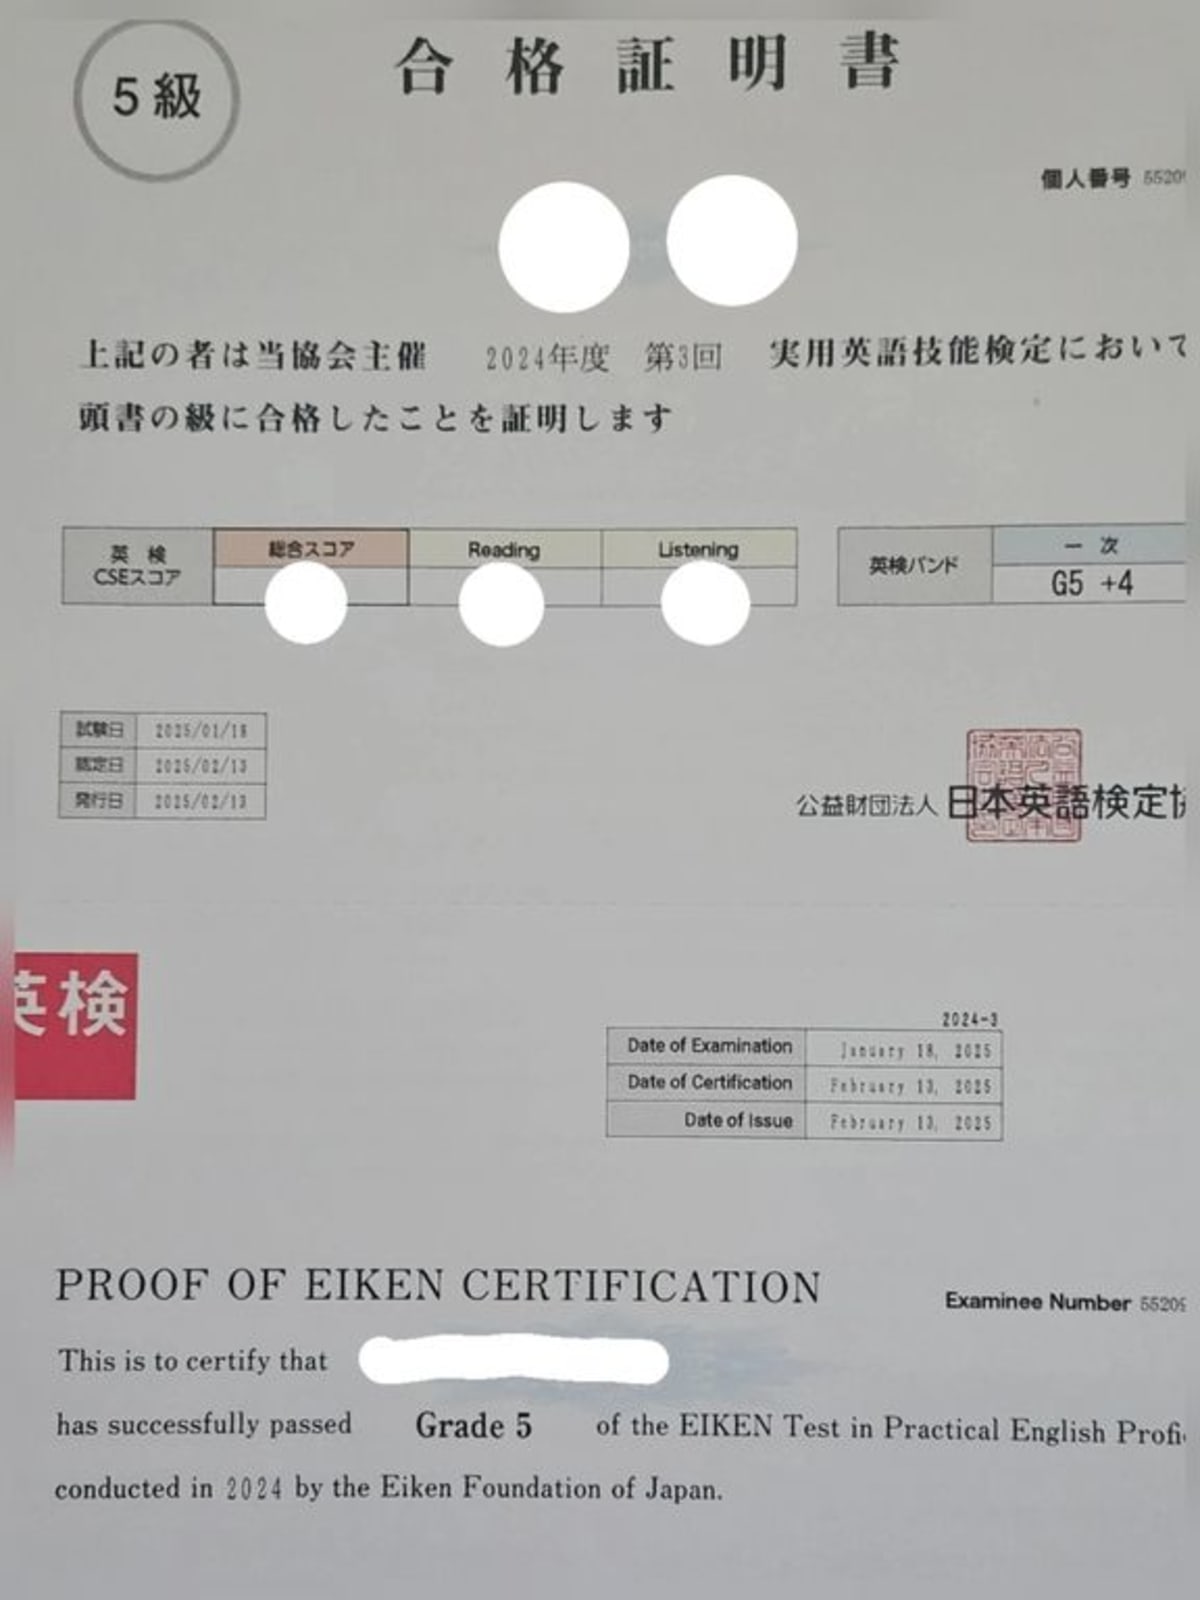 5級
合格証明書
個人番号 5520
上記の者は当協会主催 2024年度 第3回 実用英語技能検定において
頭書の級に合格したことを証明します
英検 CSEスコア
総合スコア Reading Listening
英検バンド 一次
G5 +4
試験日 2025/01/18
認定日 2025/02/13
発行日 2025/02/13
公益財団法人 日本英語検定協
英検
2024-3
Date of Examination January 18, 2025
Date of Certification February 13, 2025
Date of Issue February 13, 2025
PROOF OF EIKEN CERTIFICATION
Examinee Number 5520
This is to certify that
has successfully passed Grade 5 of the EIKEN Test in Practical English Profi
conducted in 2024 by the Eiken Foundation of Japan.